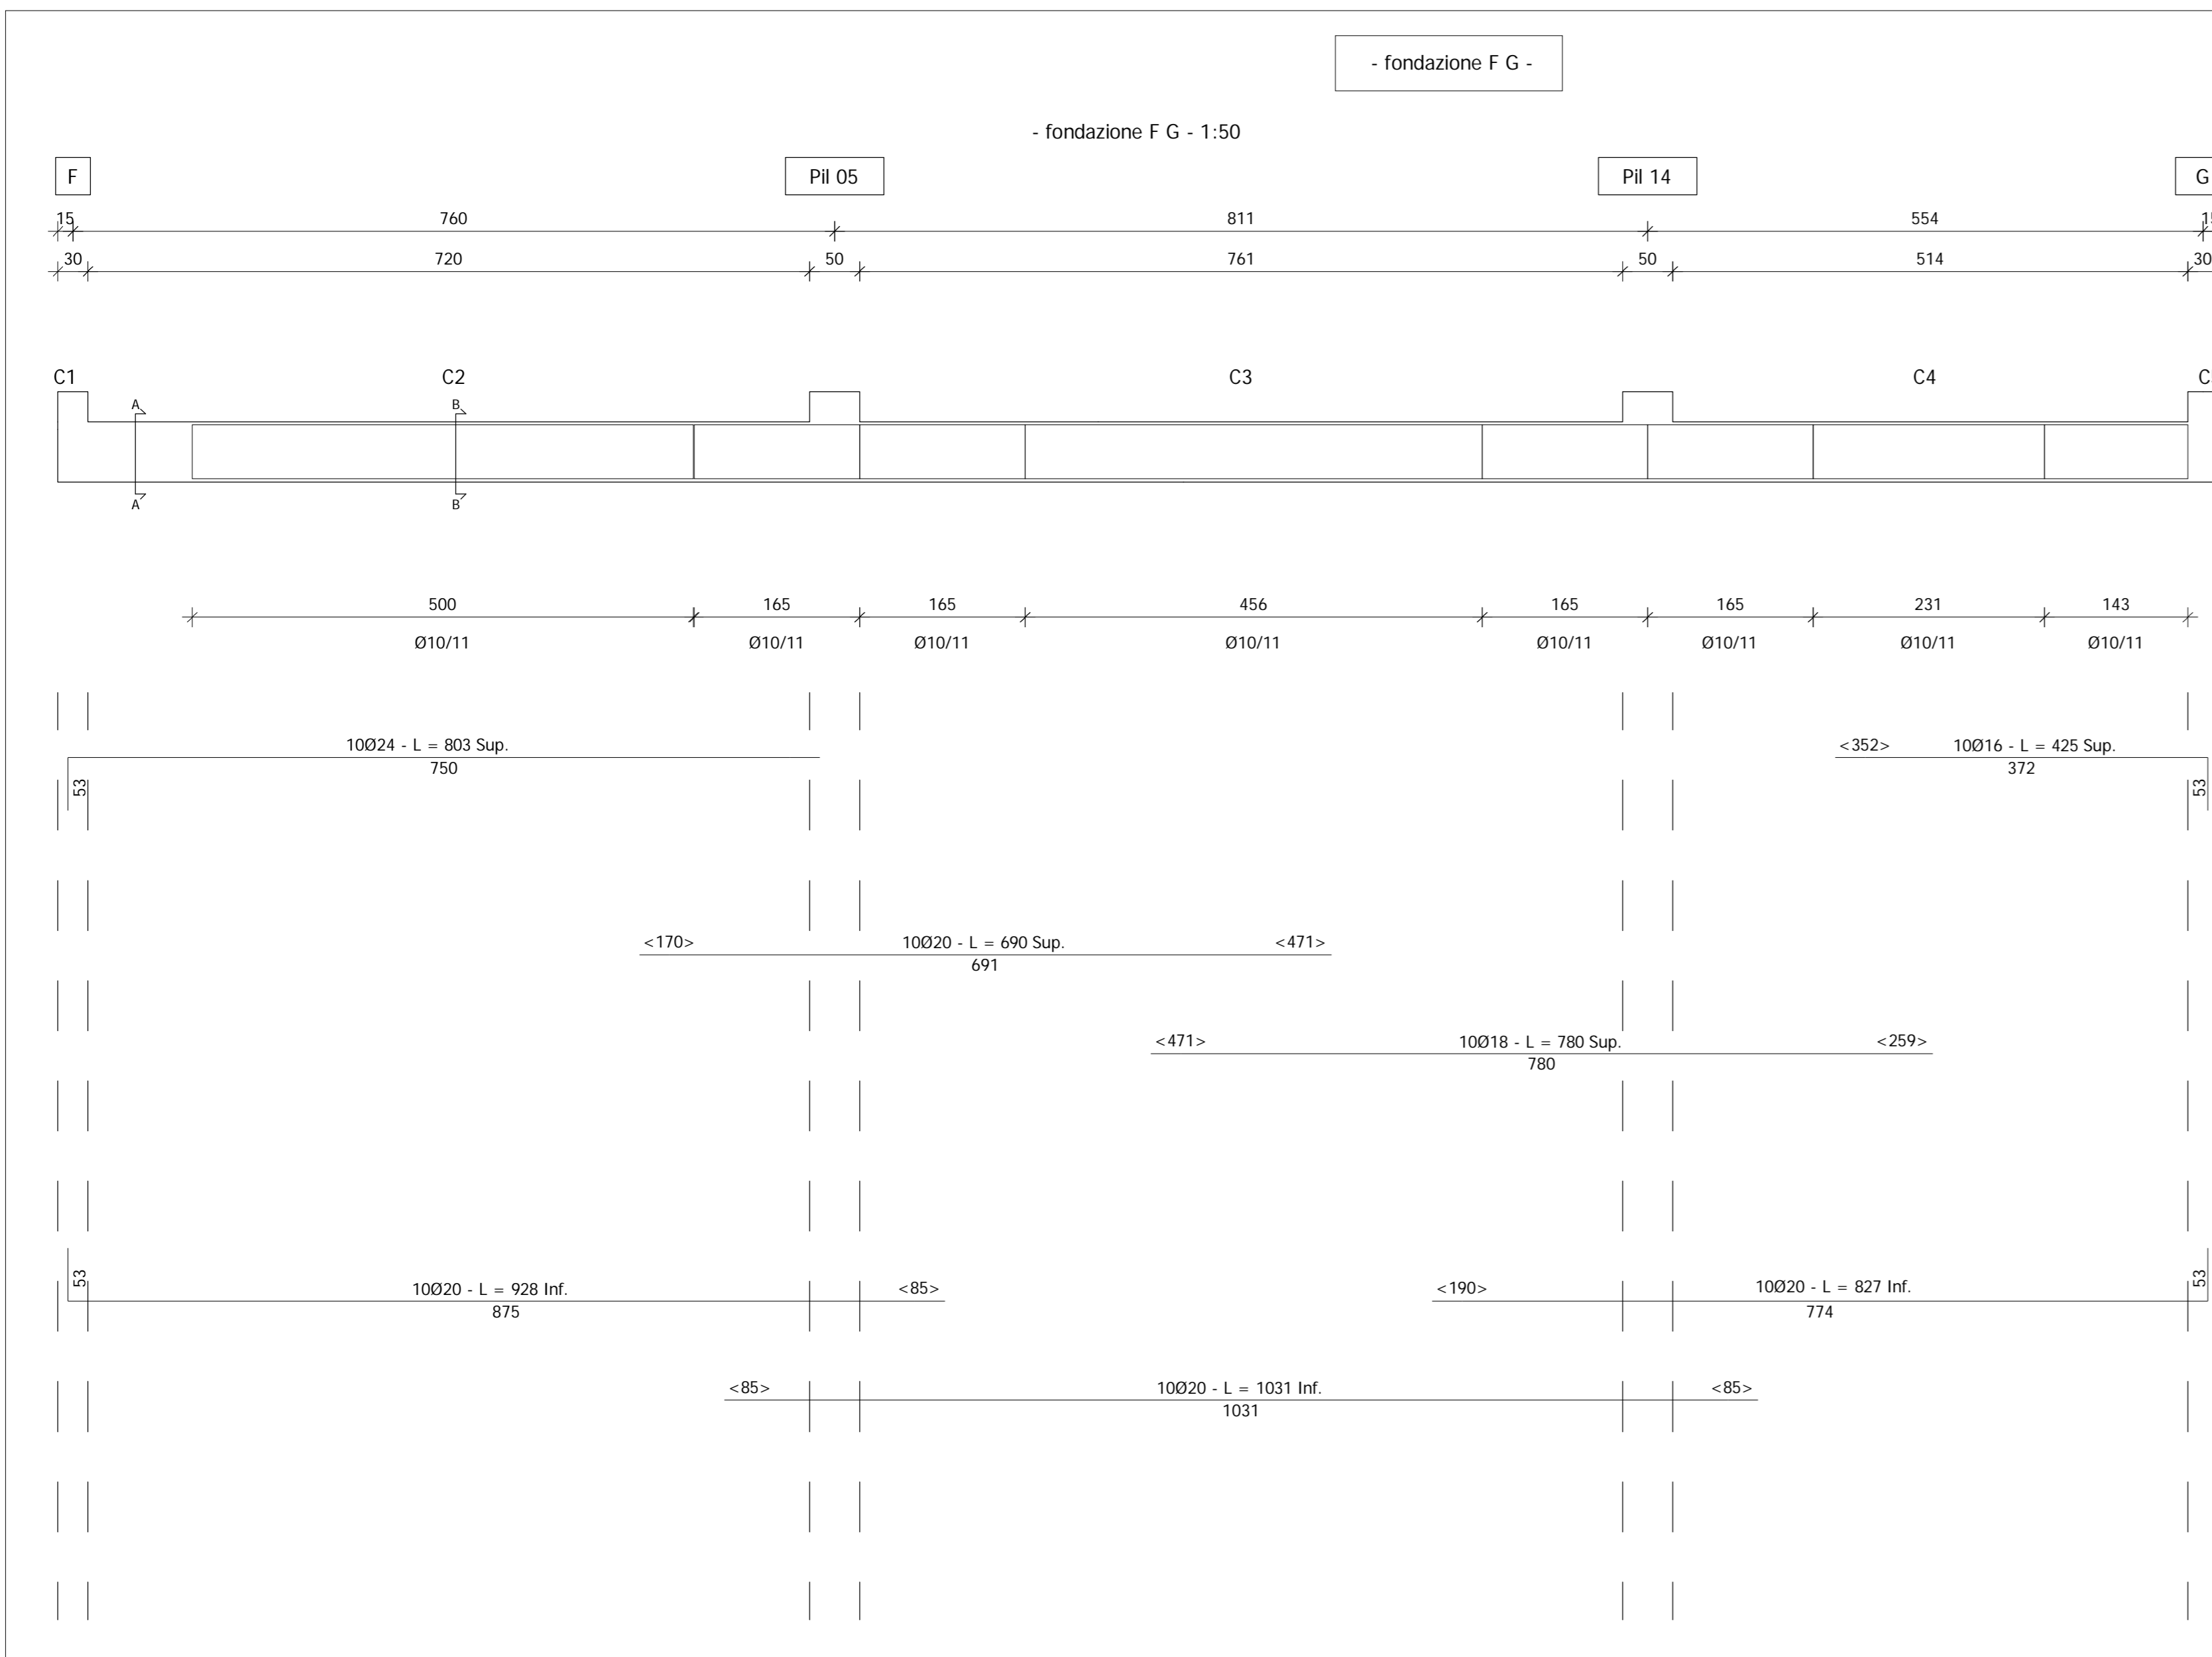 - fondazione F G -
- fondazione F G - 1:50
F Pil 05 Pil 14 G
15 760 811 554
30 720 50 761 50 514 30
C1 C2 C3 C4
A B
A B
500 165 165 456 165 165 231 143
Ø10/11 Ø10/11 Ø10/11 Ø10/11 Ø10/11 Ø10/11 Ø10/11 Ø10/11
10Ø24 - L = 803 Sup. <352> 10Ø16 - L = 425 Sup.
53 750 372 53
<170> 10Ø20 - L = 690 Sup. <471>
691
<471> 10Ø18 - L = 780 Sup. <259>
780
53 10Ø20 - L = 928 Inf. <85> <190> 10Ø20 - L = 827 Inf. 53
875 774
<85> 10Ø20 - L = 1031 Inf. <85>
1031